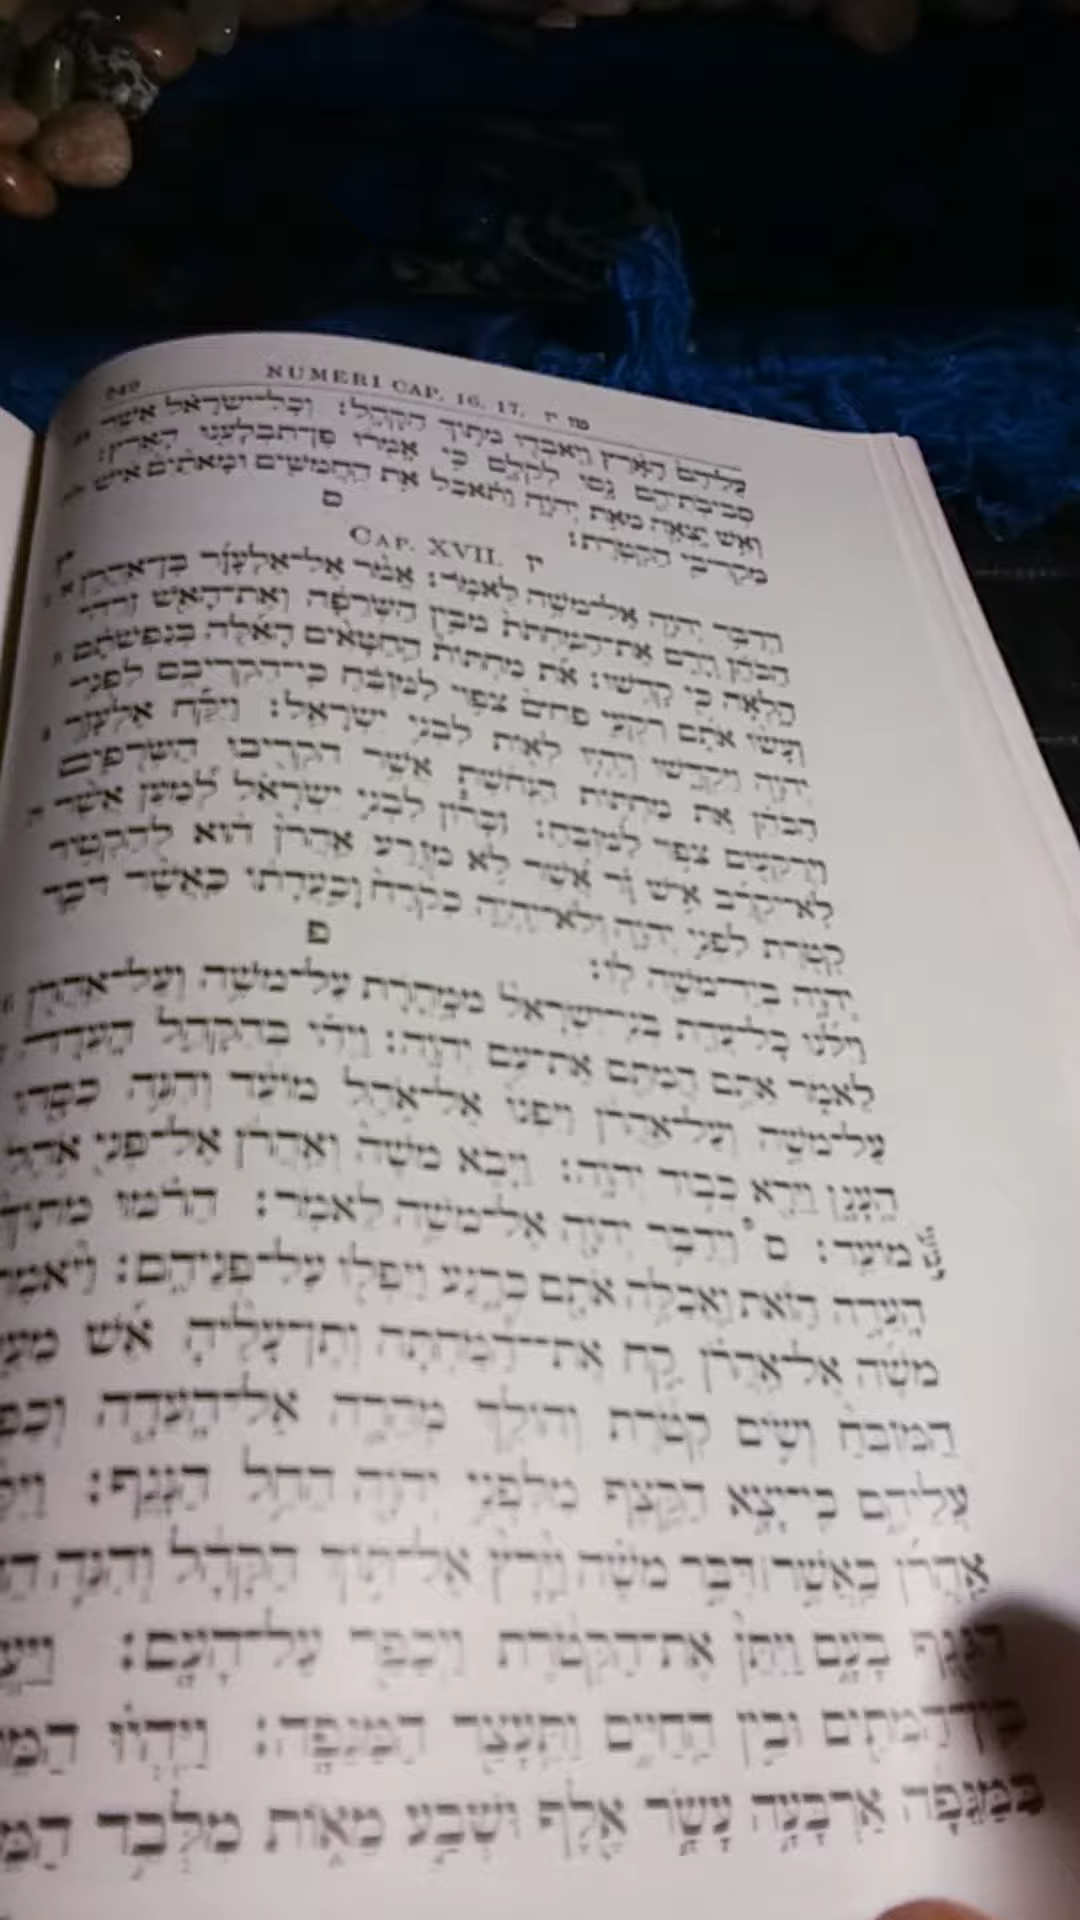 249 NUMERI CAP. 16. 17. טז יז
עֲלֵיהֶם הָאָרֶץ וַיֹּאבְדוּ מִתּוֹךְ הַקָּהָל׃ וְכָל־יִשְׂרָאֵל אֲשֶׁר
סְבִיבֹתֵיהֶם נָסוּ לְקֹלָם כִּי אָמְרוּ פֶּן־תִּבְלָעֵנוּ הָאָרֶץ׃
וְאֵשׁ יָצְאָה מֵאֵת יְהוָה וַתֹּאכַל אֵת הַחֲמִשִּׁים וּמָאתַיִם אִישׁ
מַקְרִיבֵי הַקְּטֹרֶת׃ ס
CAP. XVII. יז
וַיְדַבֵּר יְהוָה אֶל־מֹשֶׁה לֵּאמֹר׃ אֱמֹר אֶל־אֶלְעָזָר בֶּן־אַהֲרֹן
הַכֹּהֵן וְיָרֵם אֶת־הַמַּחְתֹּת מִבֵּין הַשְּׂרֵפָה וְאֶת־הָאֵשׁ זְרֵה־
הָלְאָה כִּי קָדֵשׁוּ׃ אֵת מַחְתּוֹת הַחַטָּאִים הָאֵלֶּה בְּנַפְשֹׁתָם
וְעָשׂוּ אֹתָם רִקֻּעֵי פַחִים צִפּוּי לַמִּזְבֵּחַ כִּי־הִקְרִיבֻם לִפְנֵי־
יְהוָה וַיִּקְדָּשׁוּ וְיִהְיוּ לְאוֹת לִבְנֵי יִשְׂרָאֵל׃ וַיִּקַּח אֶלְעָזָר
הַכֹּהֵן אֵת מַחְתּוֹת הַנְּחֹשֶׁת אֲשֶׁר הִקְרִיבוּ הַשְּׂרֻפִים
וַיְרַקְּעוּם צִפּוּי לַמִּזְבֵּחַ׃ זִכָּרוֹן לִבְנֵי יִשְׂרָאֵל לְמַעַן אֲשֶׁר
לֹא־יִקְרַב אִישׁ זָר אֲשֶׁר לֹא מִזֶּרַע אַהֲרֹן הוּא לְהַקְטִיר
קְטֹרֶת לִפְנֵי יְהוָה וְלֹא־יִהְיֶה כְקֹרַח וְכַעֲדָתוֹ כַּאֲשֶׁר דִּבֶּר
יְהוָה בְּיַד־מֹשֶׁה לוֹ׃ פ
וַיִּלֹּנוּ כָּל־עֲדַת בְּנֵי־יִשְׂרָאֵל מִמָּחֳרָת עַל־מֹשֶׁה וְעַל־אַהֲרֹן
לֵאמֹר אַתֶּם הֲמִתֶּם אֶת־עַם יְהוָה׃ וַיְהִי בְּהִקָּהֵל הָעֵדָה
עַל־מֹשֶׁה וְעַל־אַהֲרֹן וַיִּפְנוּ אֶל־אֹהֶל מוֹעֵד וְהִנֵּה כִסָּהוּ
הֶעָנָן וַיֵּרָא כְּבוֹד יְהוָה׃ וַיָּבֹא מֹשֶׁה וְאַהֲרֹן אֶל־פְּנֵי אֹהֶל
מוֹעֵד׃ ס וַיְדַבֵּר יְהוָה אֶל־מֹשֶׁה לֵּאמֹר׃ הֵרֹמּוּ מִתּוֹךְ
הָעֵדָה הַזֹּאת וַאֲכַלֶּה אֹתָם כְּרָגַע וַיִּפְּלוּ עַל־פְּנֵיהֶם׃ וַיֹּאמֶר
מֹשֶׁה אֶל־אַהֲרֹן קַח אֶת־הַמַּחְתָּה וְתֶן־עָלֶיהָ אֵשׁ
הַמִּזְבֵּחַ וְשִׂים קְטֹרֶת וְהוֹלֵךְ מְהֵרָה אֶל־הָעֵדָה
עֲלֵיהֶם כִּי־יָצָא הַקֶּצֶף מִלִּפְנֵי יְהוָה הֵחֵל הַנָּגֶף׃
אַהֲרֹן כַּאֲשֶׁר דִּבֶּר מֹשֶׁה וַיָּרָץ אֶל־תּוֹךְ הַקָּהָל וְהִנֵּה
הַנֶּגֶף בָּעָם וַיִּתֵּן אֶת־הַקְּטֹרֶת וַיְכַפֵּר עַל־הָעָם׃
בֵּין־הַמֵּתִים וּבֵין הַחַיִּים וַתֵּעָצַר הַמַּגֵּפָה׃ וַיִּהְיוּ
בַּמַּגֵּפָה אַרְבָּעָה עָשָׂר אֶלֶף וּשְׁבַע מֵאוֹת מִלְּבַד